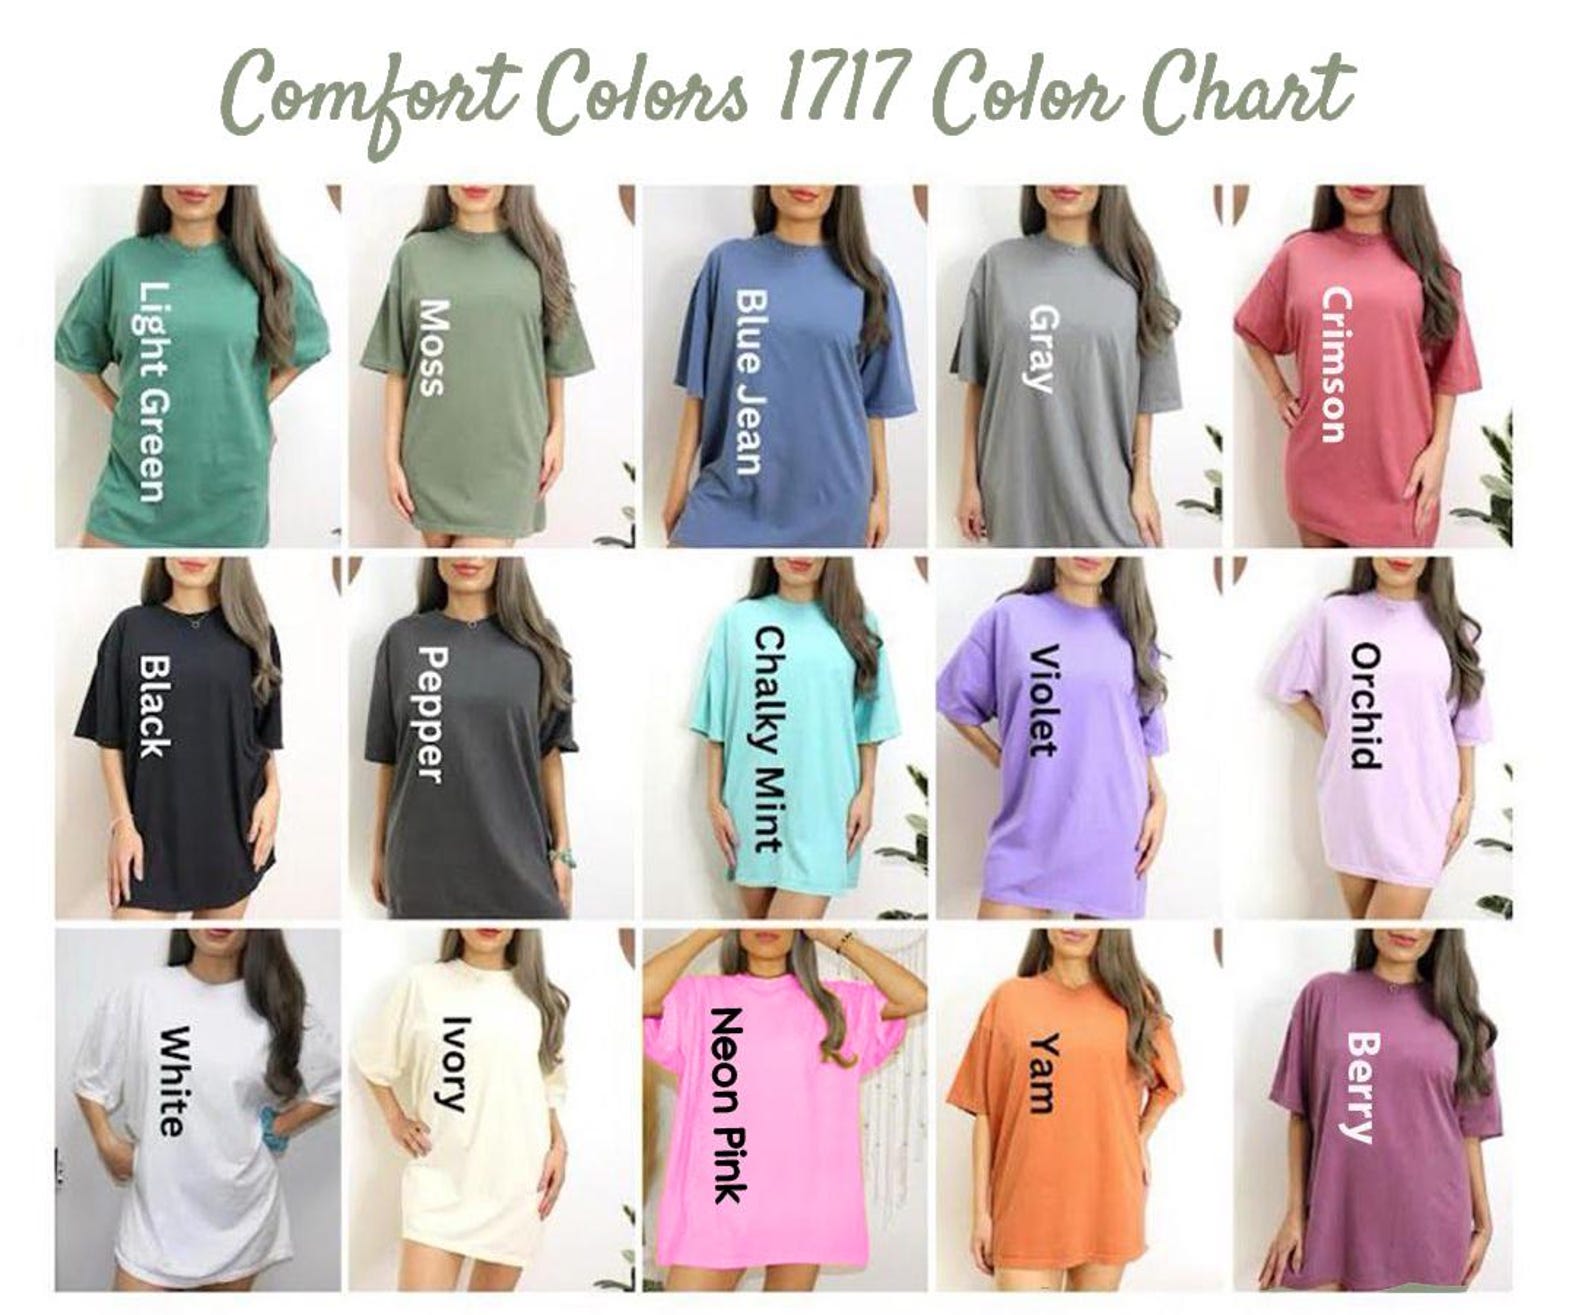 Comfort Colors 1717 Color Chart
Light Green
Moss
Blue Jean
Gray
Crimson
Black
Pepper
Chalky Mint
Violet
Orchid
White
Ivory
Neon Pink
Yam
Berry